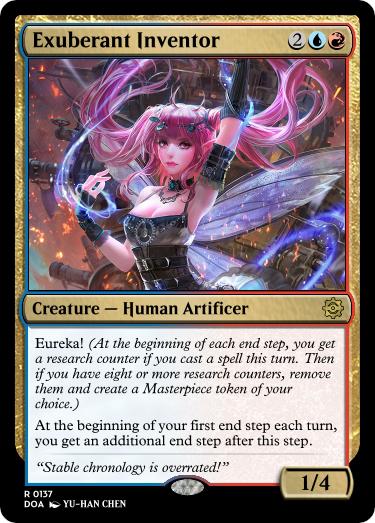 Exuberant Inventor 2
Creature — Human Artificer
Eureka! (At the beginning of each end step, you get
a research counter if you cast a spell this turn. Then
if you have eight or more research counters, remove
them and create a Masterpiece token of your
choice.)
At the beginning of your first end step each turn,
you get an additional end step after this step.
“Stable chronology is overrated!”
1/4
R 0137
DOA YU-HAN CHEN